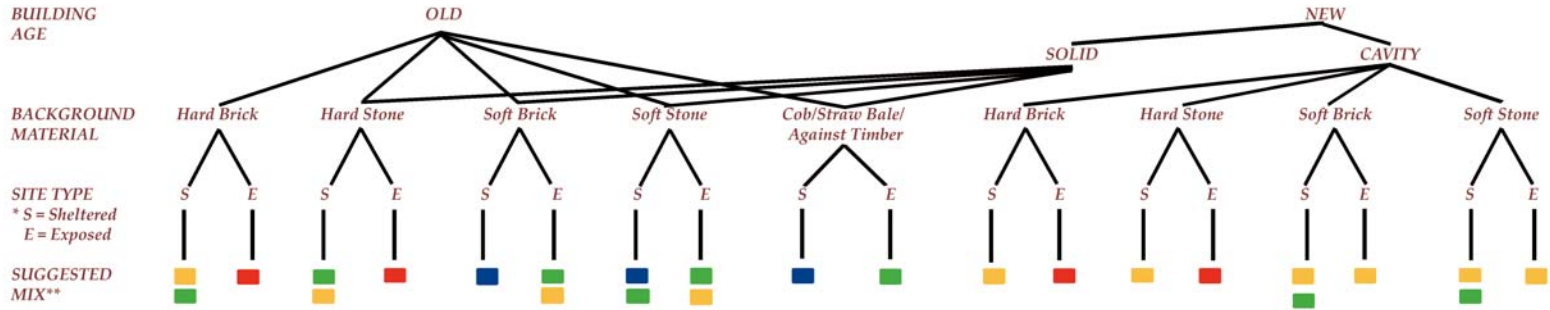 BUILDING
AGE
OLD
NEW
SOLID
CAVITY
BACKGROUND
MATERIAL
Hard Brick
Hard Stone
Soft Brick
Soft Stone
Cob/Straw Bale/
Against Timber
Hard Brick
Hard Stone
Soft Brick
Soft Stone
SITE TYPE
* S = Sheltered
E = Exposed
S E S E S E S E S E S E S E S E S E
SUGGESTED
MIX**